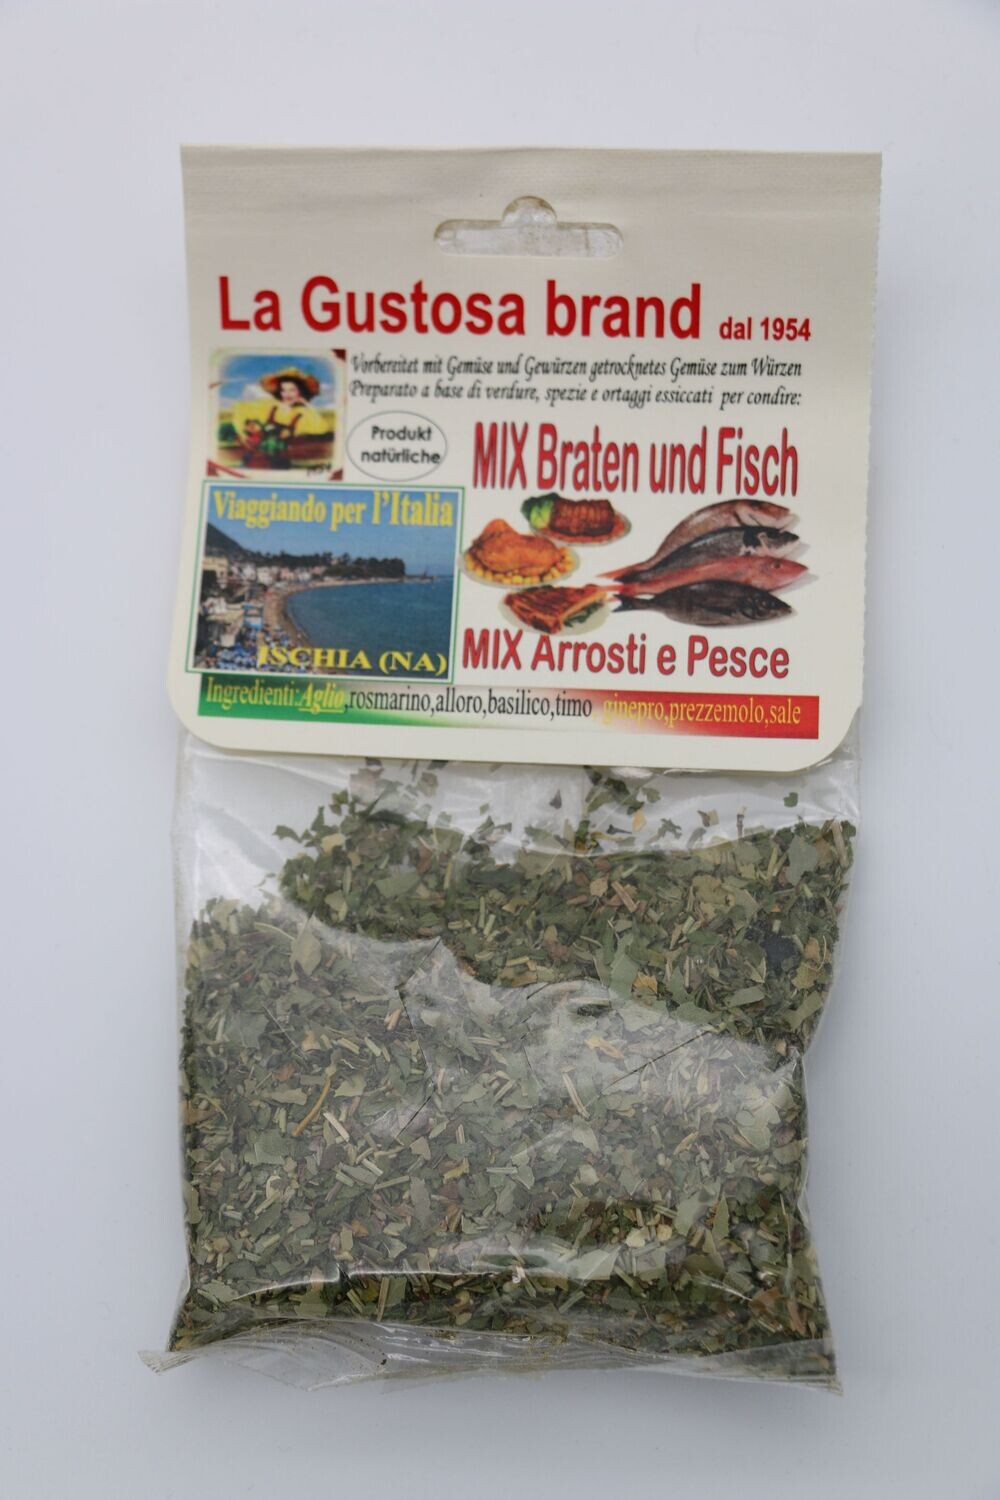 La Gustosa brand dal 1954
Vorbereitet mit Gemüse und Gewürzen getrocknetes Gemüse zum Würzen
Preparato a base di verdure, spezie e ortaggi essiccati per condire:
Produkt
natürliche
MIX Braten und Fisch
Viaggiando per l'Italia
ISCHIA (NA)
MIX Arrosti e Pesce
Ingredienti:Aglio,rosmarino,alloro,basilico,timo, ginepro,prezzemolo,sale